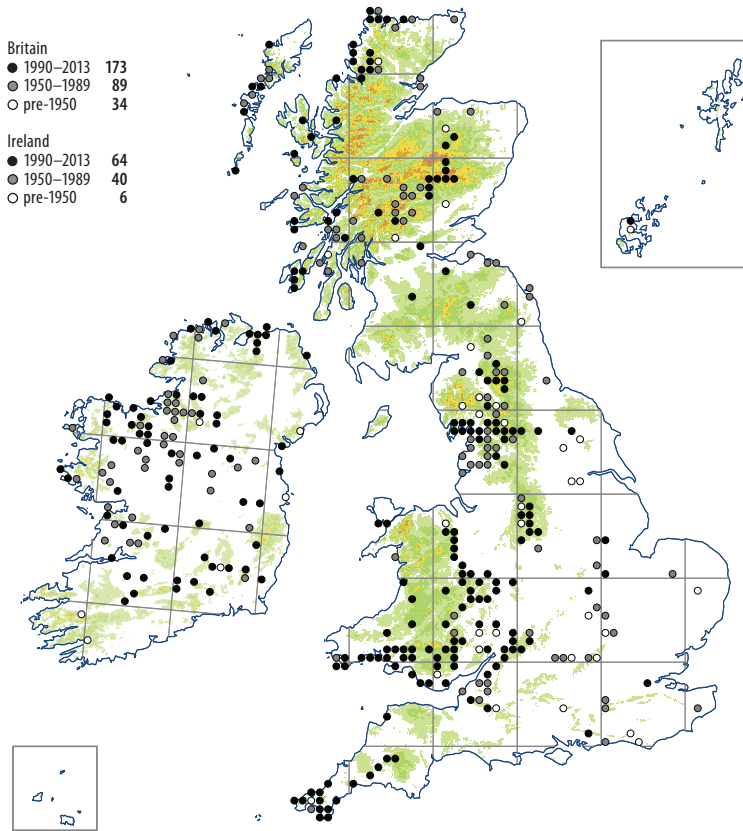 Britain
● 1990–2013 173
● 1950–1989 89
○ pre-1950 34
Ireland
● 1990–2013 64
● 1950–1989 40
○ pre-1950 6